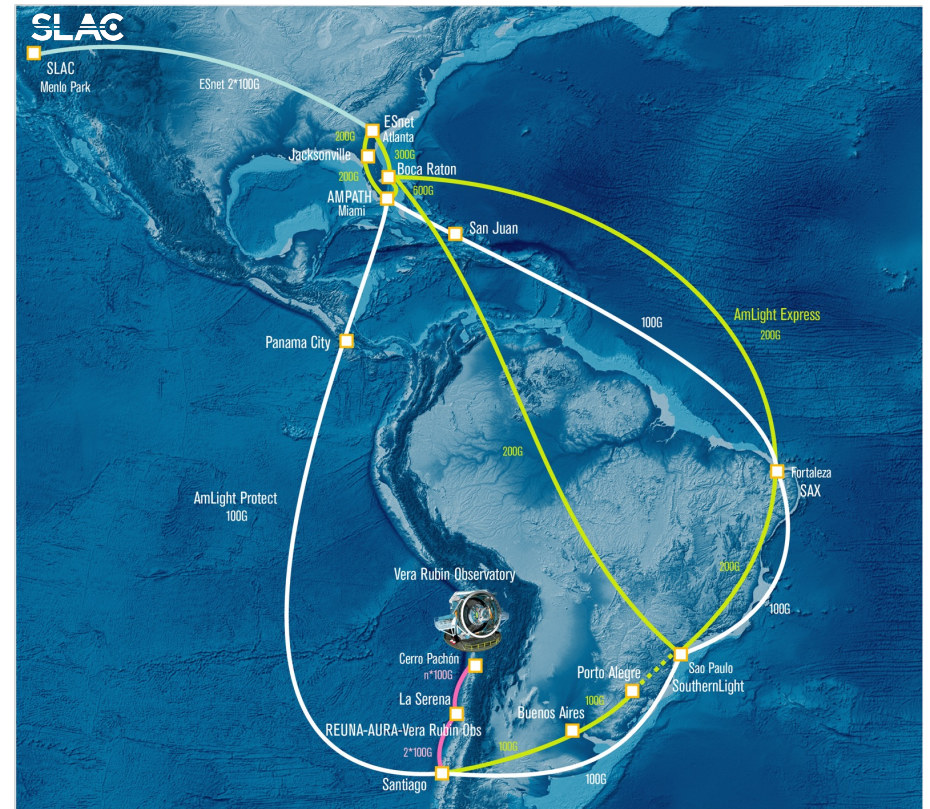 SLAC
SLAC
Menlo Park
ESnet 2*100G
ESnet
Atlanta
200G
300G
Jacksonville
200G
Boca Raton
600G
AMPATH
Miami
San Juan
100G
AmLight Express
200G
Panama City
200G
Fortaleza
SAX
AmLight Protect
100G
200G
100G
Vera Rubin Observatory
Cerro Pachón
n*100G
Sao Paulo
SouthernLight
Porto Alegre
100G
La Serena
Buenos Aires
REUNA-AURA-Vera Rubin Obs
2*100G
100G
100G
Santiago